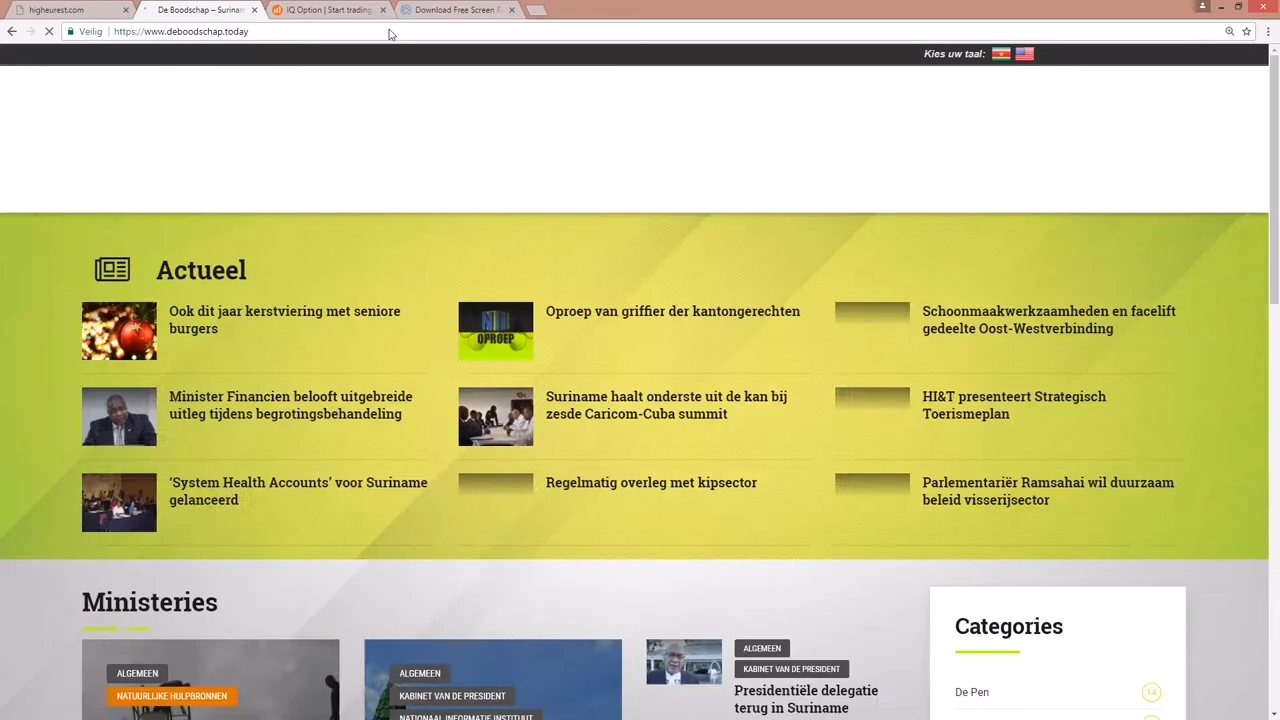 higheurest.com
De Boodschap – Surinam
IQ Option | Start trading
Download Free Screen R
Veilig
https://www.deboodschap.today
Kies uw taal:
Actueel
Ook dit jaar kerstviering met seniore
burgers
Oproep van griffier der kantongerechten
OPROEP
Schoonmaakwerkzaamheden en facelift
gedeelte Oost-Westverbinding
Minister Financien belooft uitgebreide
uitleg tijdens begrotingsbehandeling
Suriname haalt onderste uit de kan bij
zesde Caricom-Cuba summit
HI&T presenteert Strategisch
Toerismeplan
‘System Health Accounts’ voor Suriname
gelanceerd
Regelmatig overleg met kipsector
Parlementariër Ramsahai wil duurzaam
beleid visserijsector
Ministeries
ALGEMEEN
NATUURLIJKE HULPBRONNEN
ALGEMEEN
KABINET VAN DE PRESIDENT
NATIONAAL INFORMATIE INSTITUUT
ALGEMEEN
KABINET VAN DE PRESIDENT
Presidentiële delegatie
terug in Suriname
Categories
De Pen
14